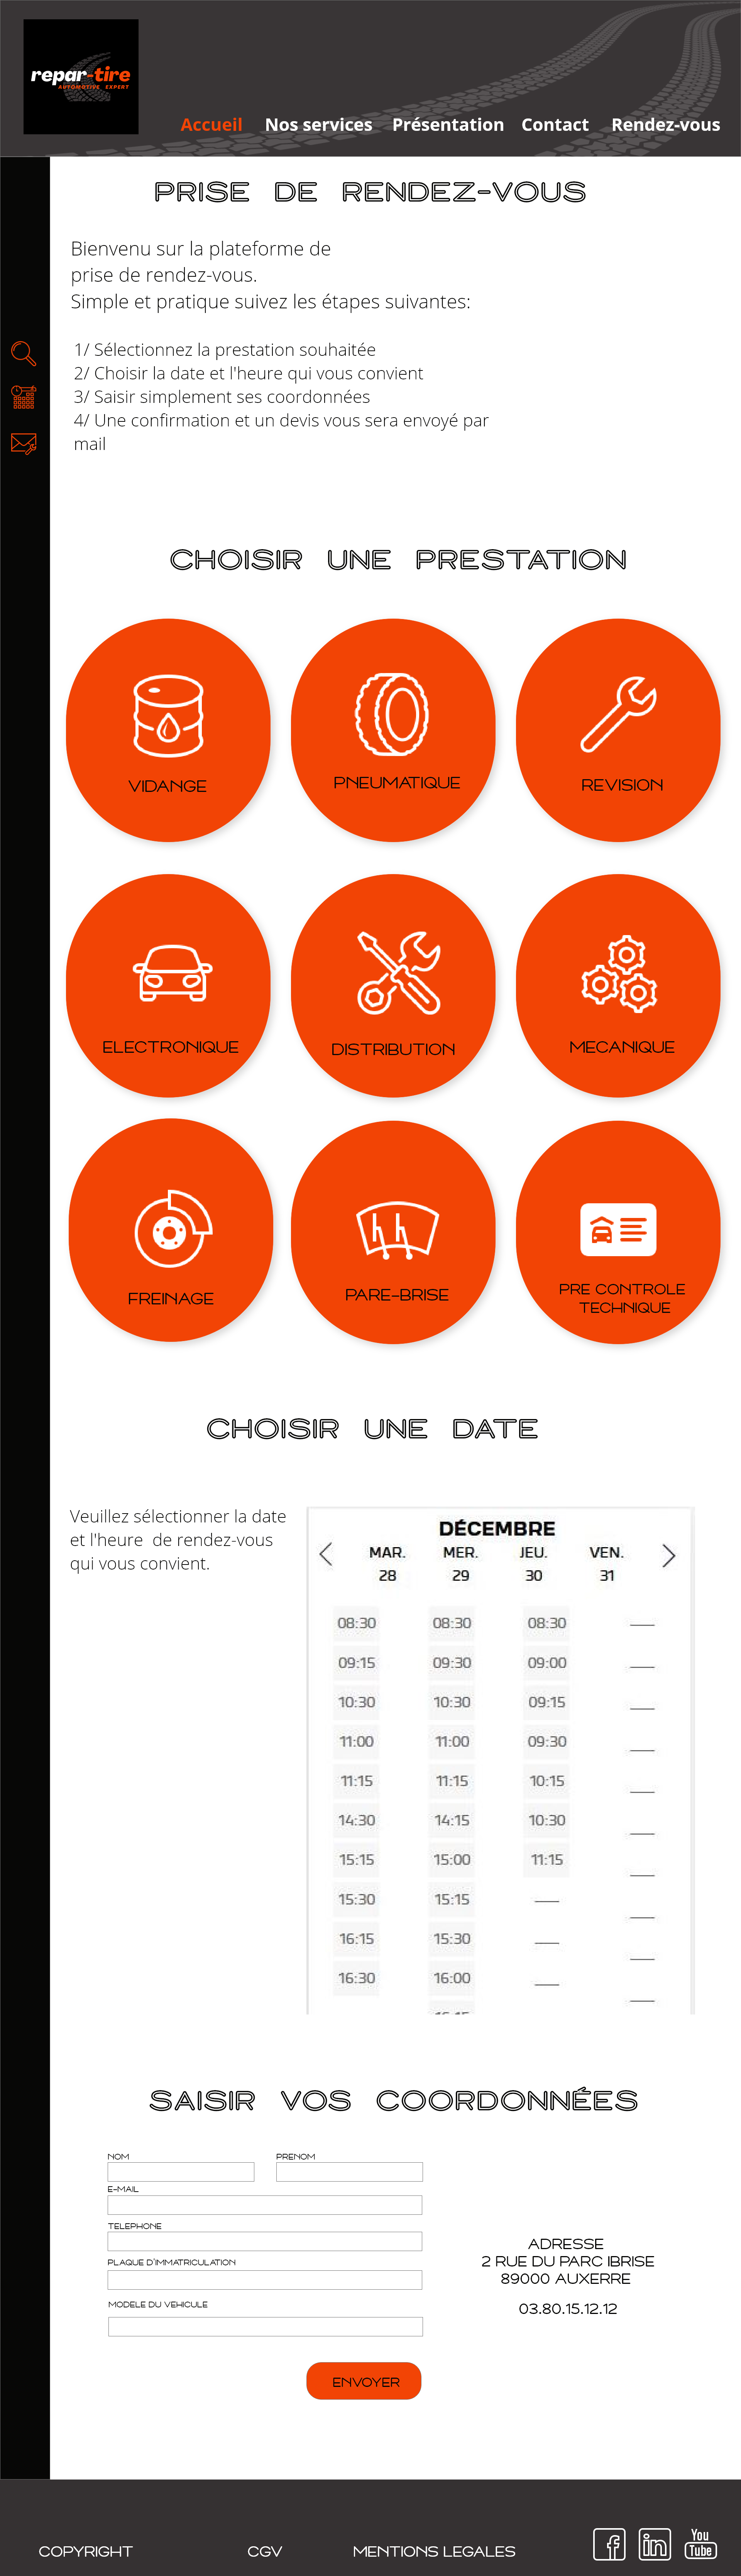 repar-tire
AUTOMOTIVE EXPERT
Accueil Nos services Présentation Contact Rendez-vous
PRISE DE RENDEZ-VOUS
Bienvenu sur la plateforme de
prise de rendez-vous.
Simple et pratique suivez les étapes suivantes:
1/ Sélectionnez la prestation souhaitée
2/ Choisir la date et l'heure qui vous convient
3/ Saisir simplement ses coordonnées
4/ Une confirmation et un devis vous sera envoyé par
mail
CHOISIR UNE PRESTATION
VIDANGE PNEUMATIQUE REVISION
ELECTRONIQUE DISTRIBUTION MECANIQUE
FREINAGE PARE-BRISE PRE CONTROLE
TECHNIQUE
CHOISIR UNE DATE
Veuillez sélectionner la date
et l'heure de rendez-vous
qui vous convient.
DÉCEMBRE
MAR. MER. JEU. VEN.
28 29 30 31
08:30 08:30 08:30
09:15 09:30 09:00
10:30 10:30 09:15
11:00 11:00 09:30
11:15 11:15 10:15
14:30 14:15 10:30
15:15 15:00 11:15
15:30 15:15
16:15 15:30
16:30 16:00
SAISIR VOS COORDONNÉES
NOM PRENOM
E-MAIL
TELEPHONE
PLAQUE D'IMMATRICULATION
MODELE DU VEHICULE
ENVOYER
ADRESSE
2 RUE DU PARC IBRISE
89000 AUXERRE
03.80.15.12.12
COPYRIGHT CGV MENTIONS LEGALES
f in You
Tube